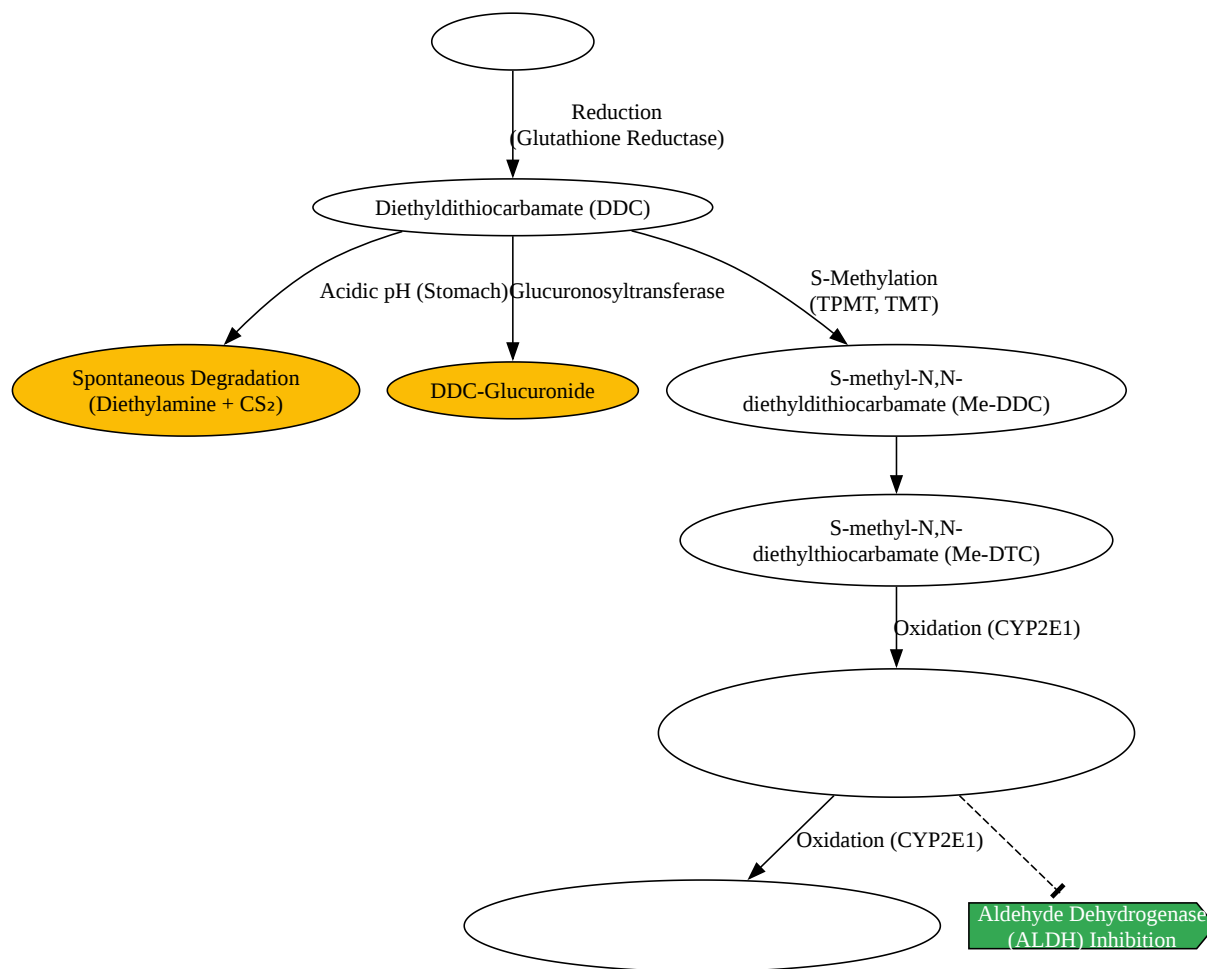 Reduction
(Glutathione Reductase)
Diethyldithiocarbamate (DDC)
Acidic pH (Stomach)
Glucuronosyltransferase
S-Methylation
(TPMT, TMT)
Spontaneous Degradation
(Diethylamine + CS₂)
DDC-Glucuronide
S-methyl-N,N-
diethyldithiocarbamate (Me-DDC)
S-methyl-N,N-
diethylthiocarbamate (Me-DTC)
Oxidation (CYP2E1)
Oxidation (CYP2E1)
Aldehyde Dehydrogenase
(ALDH) Inhibition